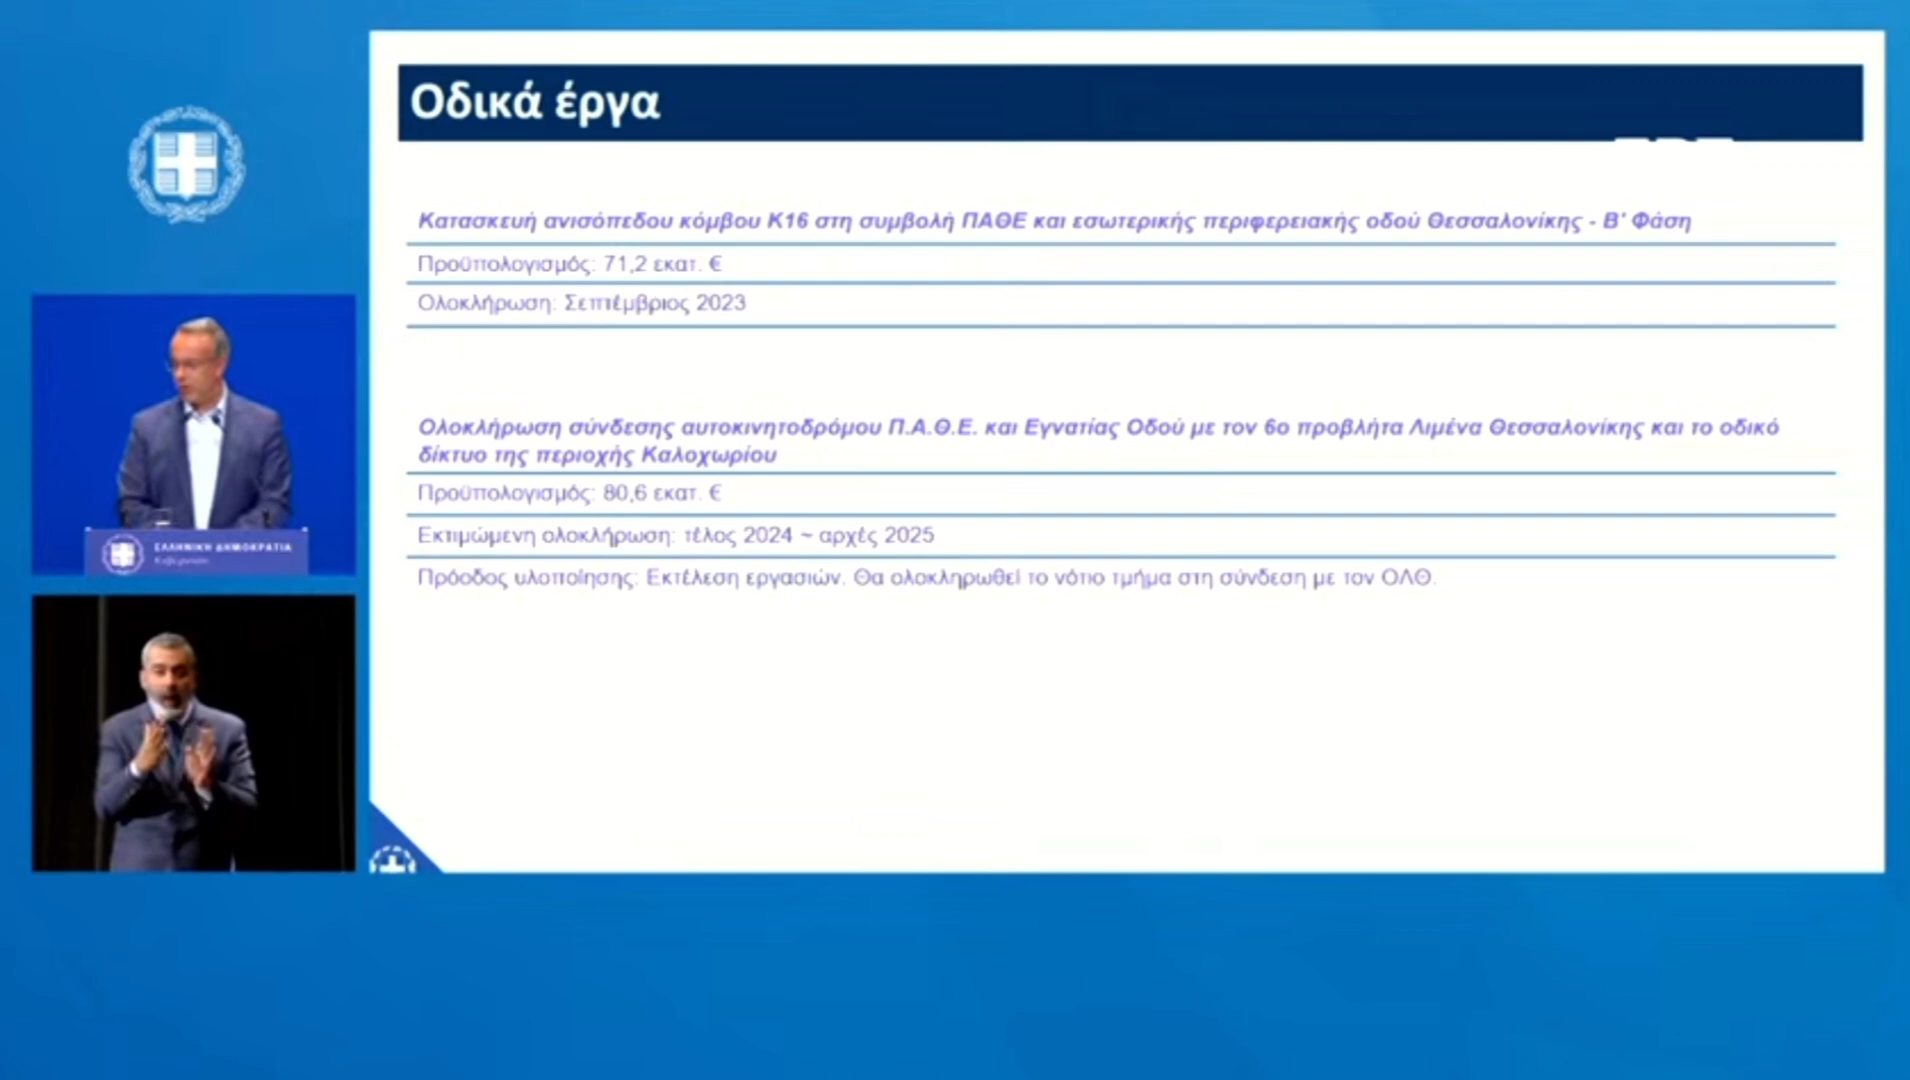 Οδικά έργα
Κατασκευή ανισόπεδου κόμβου Κ16 στη συμβολή ΠΑΘΕ και εσωτερικής περιφερειακής οδού Θεσσαλονίκης - Β' Φάση
Προϋπολογισμός: 71,2 εκατ. €
Ολοκλήρωση: Σεπτέμβριος 2023
Ολοκλήρωση σύνδεσης αυτοκινητοδρόμου Π.Α.Θ.Ε. και Εγνατίας Οδού με τον 6ο προβλήτα Λιμένα Θεσσαλονίκης και το οδικό
δίκτυο της περιοχής Καλοχωρίου
Προϋπολογισμός: 80,6 εκατ. €
Εκτιμώμενη ολοκλήρωση: τέλος 2024 ~ αρχές 2025
Πρόοδος υλοποίησης: Εκτέλεση εργασιών. Θα ολοκληρωθεί το νότιο τμήμα στη σύνδεση με τον ΟΛΘ.
ΕΛΛΗΝΙΚΗ ΔΗΜΟΚΡΑΤΙΑ